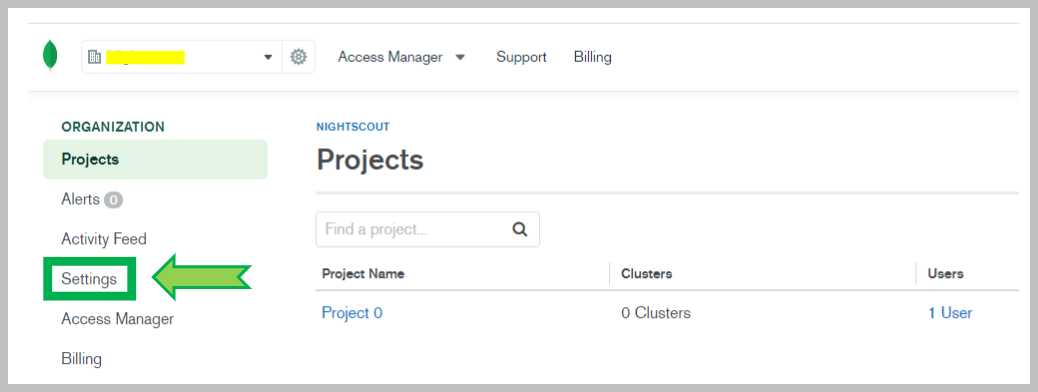 Access Manager Support Billing
ORGANIZATION
Projects
Alerts 0
Activity Feed
Settings
Access Manager
Billing
NIGHTSCOUT
Projects
Find a project...
Project Name Clusters Users
Project 0 0 Clusters 1 User